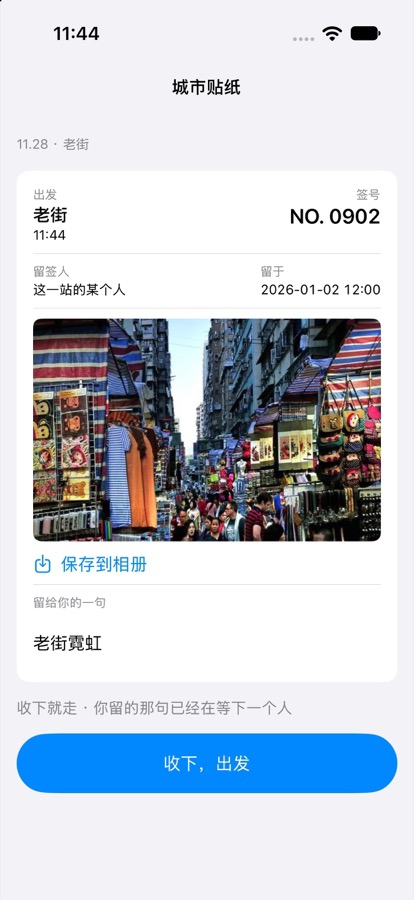 11:44
城市贴纸
11.28 · 老街
出发
签号
老街
NO. 0902
11:44
留签人
留于
这一站的某个人
2026-01-02 12:00
保存到相册
留给你的一句
老街霓虹
收下就走 · 你留的那句已经在等下一个人
收下，出发